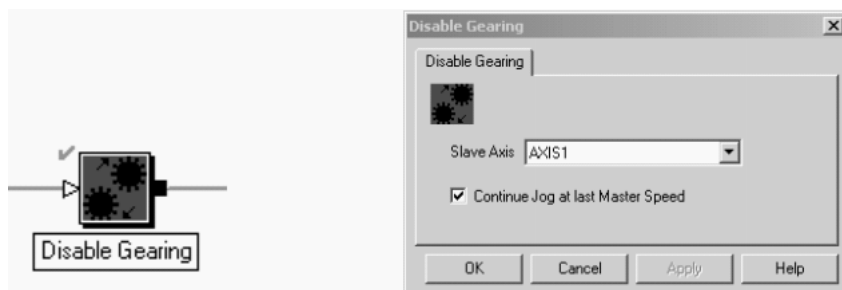 Disable Gearing
Disable Gearing
Disable Gearing
Slave Axis AXIS1
Continue Jog at last Master Speed
OK Cancel Apply Help